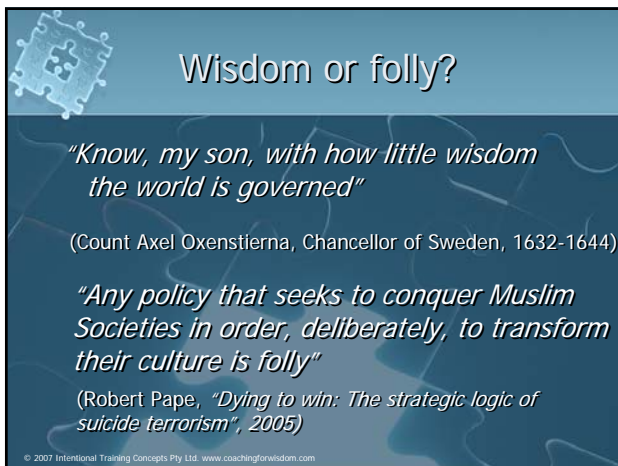 Wisdom or folly?
“Know, my son, with how little wisdom
the world is governed”
(Count Axel Oxenstierna, Chancellor of Sweden, 1632-1644)
“Any policy that seeks to conquer Muslim
Societies in order, deliberately, to transform
their culture is folly”
(Robert Pape, “Dying to win: The strategic logic of
suicide terrorism”, 2005)
© 2007 Intentional Training Concepts Pty Ltd. www.coachingforwisdom.com